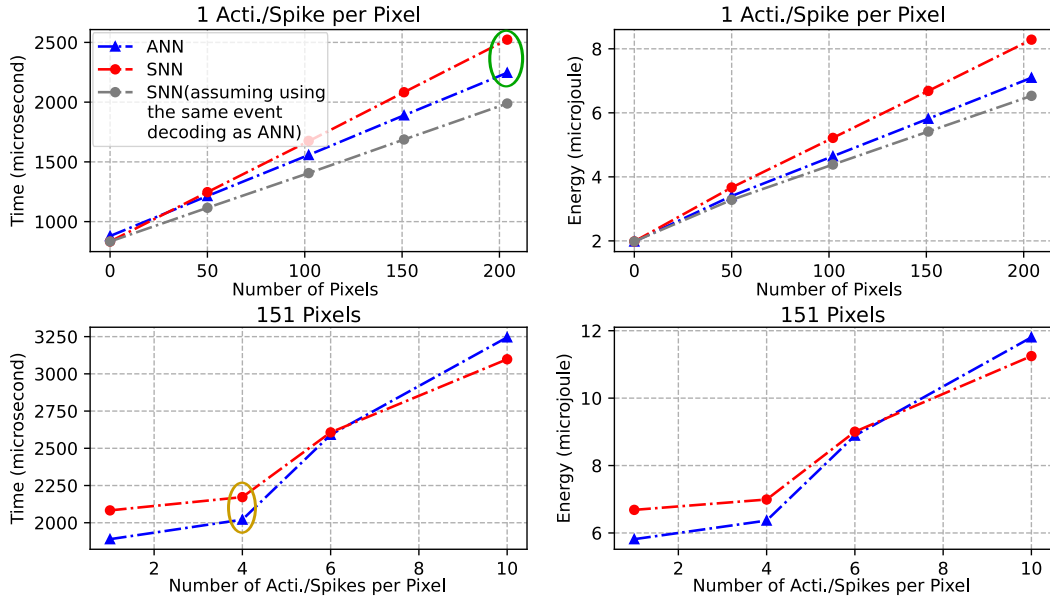 1 Acti./Spike per Pixel
2500
2000
1500
1000
Time (microsecond)
ANN
SNN
SNN(assuming using
the same event
decoding as ANN)
0 50 100 150 200
Number of Pixels
1 Acti./Spike per Pixel
8
6
4
2
Energy (microjoule)
0 50 100 150 200
Number of Pixels
151 Pixels
3250
3000
2750
2500
2250
2000
Time (microsecond)
2 4 6 8 10
Number of Acti./Spikes per Pixel
151 Pixels
12
10
8
6
Energy (microjoule)
2 4 6 8 10
Number of Acti./Spikes per Pixel